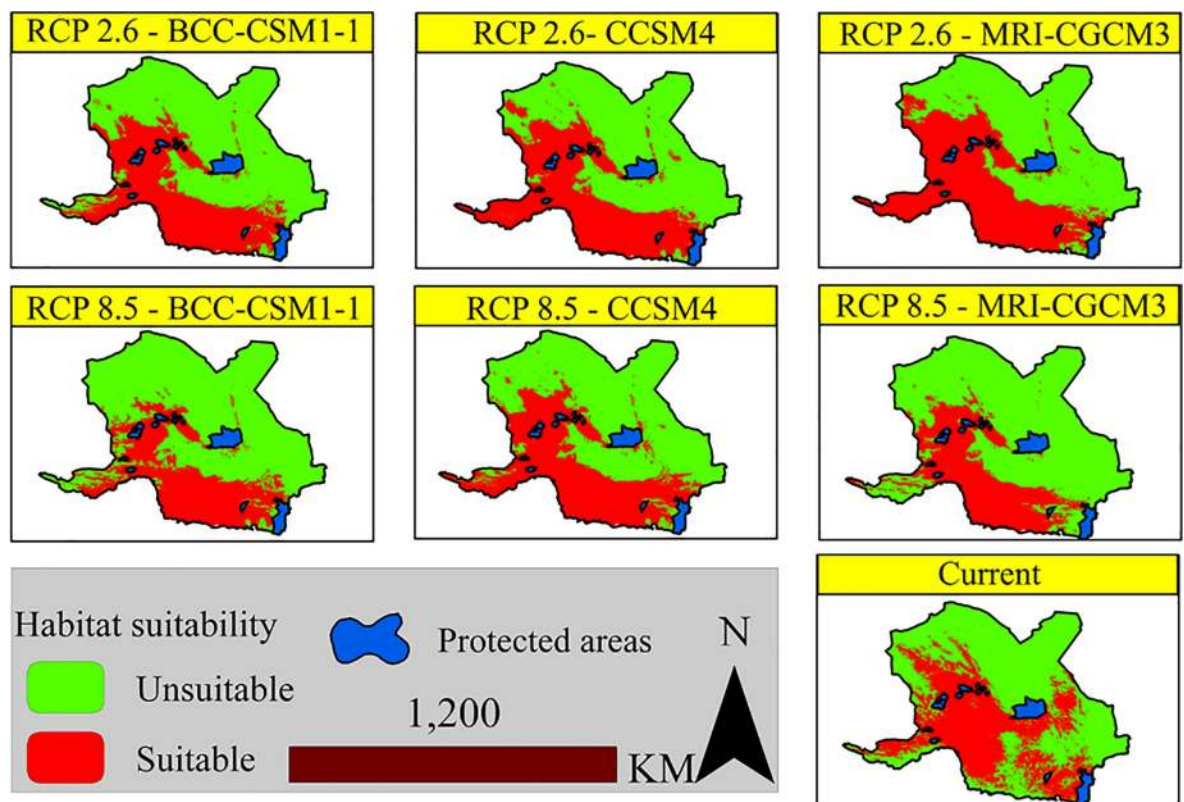 RCP 2.6 - BCC-CSM1-1
RCP 2.6- CCSM4
RCP 2.6 - MRI-CGCM3
RCP 8.5 - BCC-CSM1-1
RCP 8.5 - CCSM4
RCP 8.5 - MRI-CGCM3
Current
Habitat suitability
Unsuitable
Suitable
Protected areas
1,200
KM
N